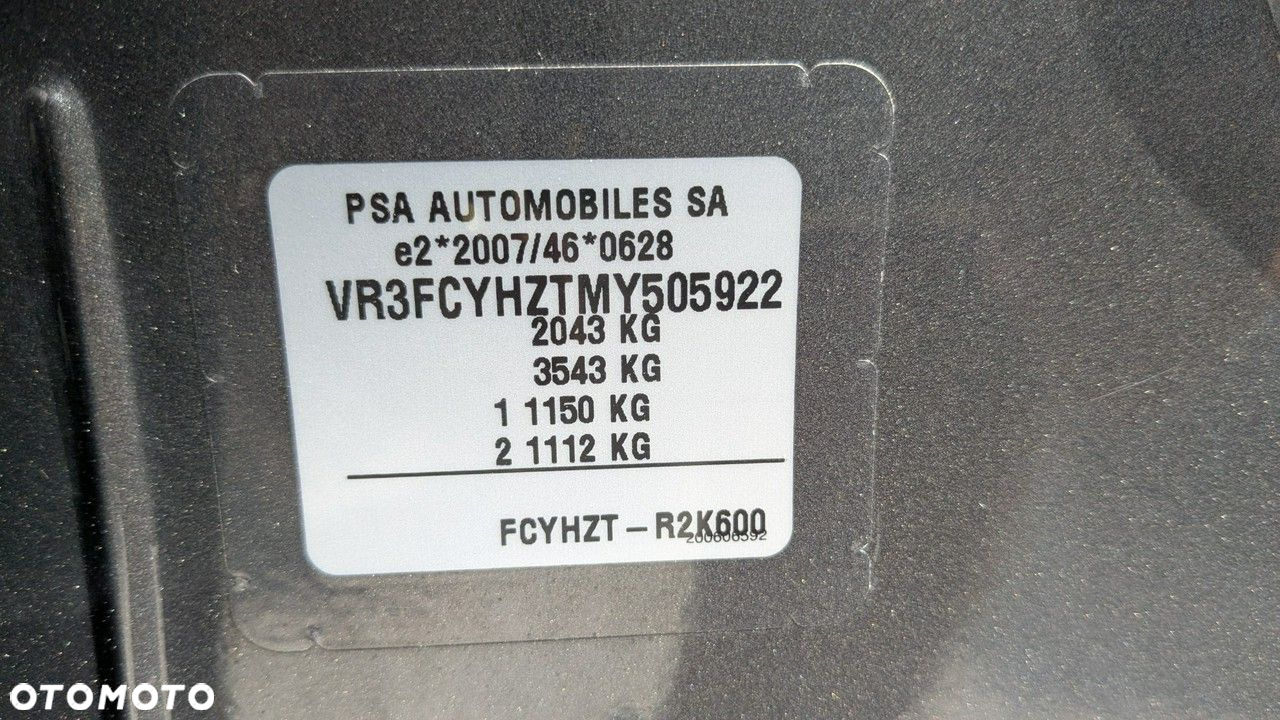 PSA AUTOMOBILES SA
e2*2007/46*0628
VR3FCYHZTMY505922
2043 KG
3543 KG
1 1150 KG
2 1112 KG
FCYHZT – R2K600
200606592
OTOMOTO